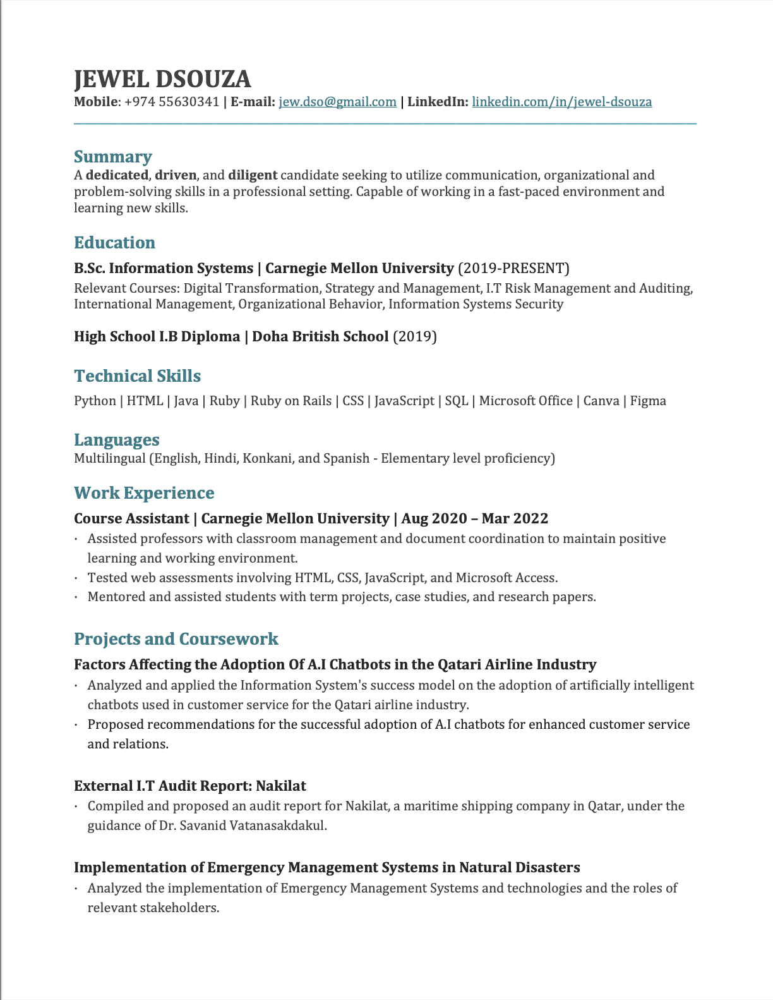 JEWEL DSOUZA
Mobile: +974 55630341 | E-mail: jew.dso@gmail.com | LinkedIn: linkedin.com/in/jewel-dsouza
Summary
A dedicated, driven, and diligent candidate seeking to utilize communication, organizational and
problem-solving skills in a professional setting. Capable of working in a fast-paced environment and
learning new skills.
Education
B.Sc. Information Systems | Carnegie Mellon University (2019-PRESENT)
Relevant Courses: Digital Transformation, Strategy and Management, I.T Risk Management and Auditing,
International Management, Organizational Behavior, Information Systems Security
High School I.B Diploma | Doha British School (2019)
Technical Skills
Python | HTML | Java | Ruby | Ruby on Rails | CSS | JavaScript | SQL | Microsoft Office | Canva | Figma
Languages
Multilingual (English, Hindi, Konkani, and Spanish - Elementary level proficiency)
Work Experience
Course Assistant | Carnegie Mellon University | Aug 2020 – Mar 2022
· Assisted professors with classroom management and document coordination to maintain positive
learning and working environment.
· Tested web assessments involving HTML, CSS, JavaScript, and Microsoft Access.
· Mentored and assisted students with term projects, case studies, and research papers.
Projects and Coursework
Factors Affecting the Adoption Of A.I Chatbots in the Qatari Airline Industry
· Analyzed and applied the Information System's success model on the adoption of artificially intelligent
chatbots used in customer service for the Qatari airline industry.
· Proposed recommendations for the successful adoption of A.I chatbots for enhanced customer service
and relations.
External I.T Audit Report: Nakilat
· Compiled and proposed an audit report for Nakilat, a maritime shipping company in Qatar, under the
guidance of Dr. Savanid Vatanasakdakul.
Implementation of Emergency Management Systems in Natural Disasters
· Analyzed the implementation of Emergency Management Systems and technologies and the roles of
relevant stakeholders.